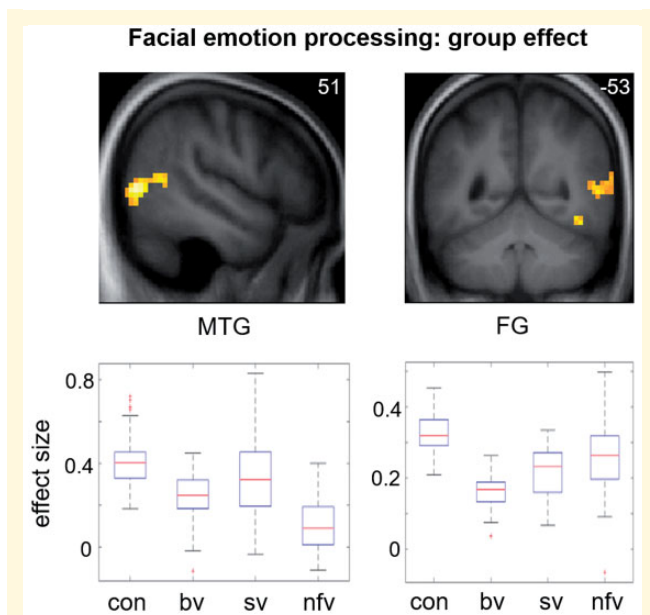 Facial emotion processing: group effect
51
-53
MTG
FG
effect size
0.8
0.4
0
con bv sv nfv
0.4
0.2
0
con bv sv nfv